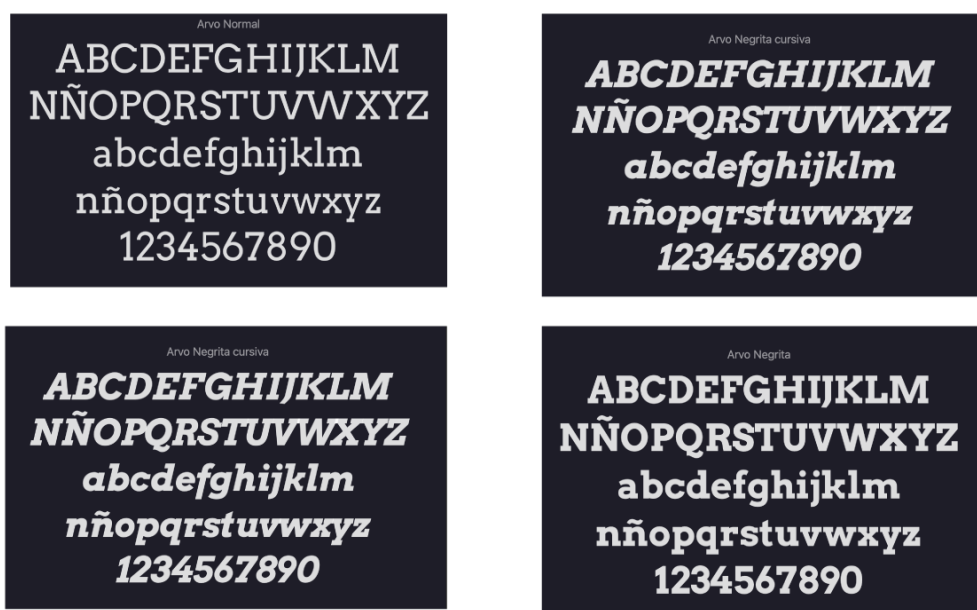 Arvo Normal
ABCDEFGHIJKLM
NÑOPQRSTUVWXYZ
abcdefghijklm
nñopqrstuvwxyz
1234567890
Arvo Negrita cursiva
ABCDEFGHIJKLM
NÑOPQRSTUVWXYZ
abcdefghijklm
nñopqrstuvwxyz
1234567890
Arvo Negrita cursiva
ABCDEFGHIJKLM
NÑOPQRSTUVWXYZ
abcdefghijklm
nñopqrstuvwxyz
1234567890
Arvo Negrita
ABCDEFGHIJKLM
NÑOPQRSTUVWXYZ
abcdefghijklm
nñopqrstuvwxyz
1234567890